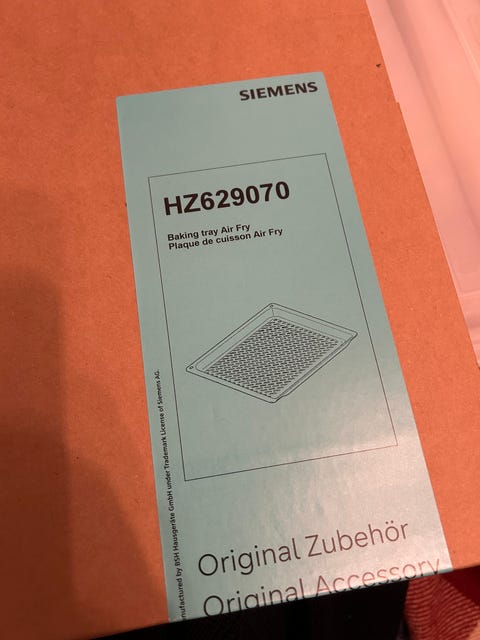 SIEMENS
HZ629070
Baking tray Air Fry
Plaque de cuisson Air Fry
by BSH Hausgeräte GmbH under Trademark License of Siemens AG
Original Zubehör
Original Accessory